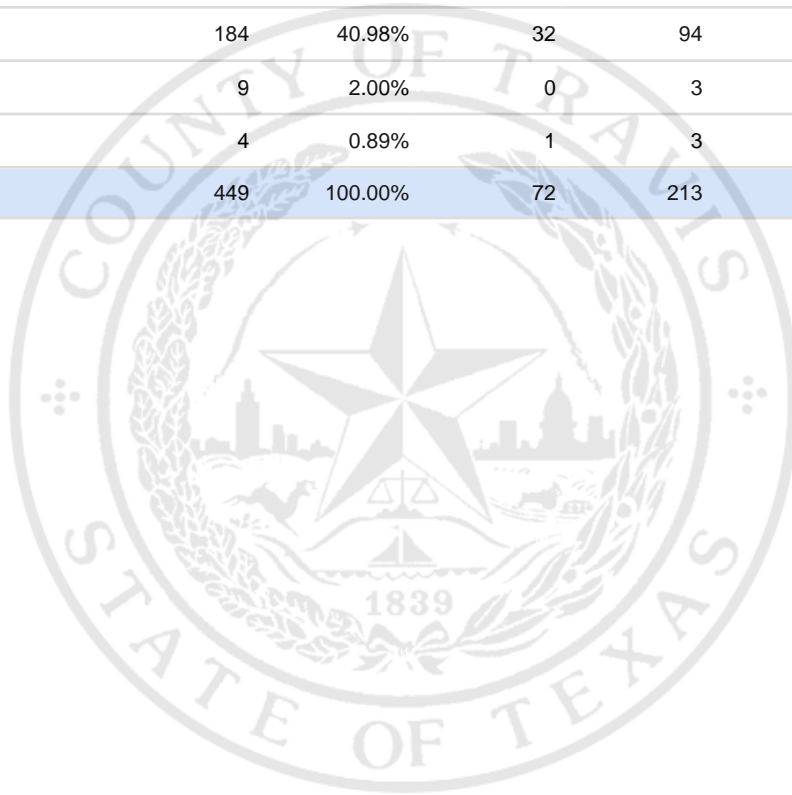 184 40.98% 32 94
9 2.00% 0 3
4 0.89% 1 3
449 100.00% 72 213
COUNTY OF TRAVIS
1839
STATE OF TEXAS